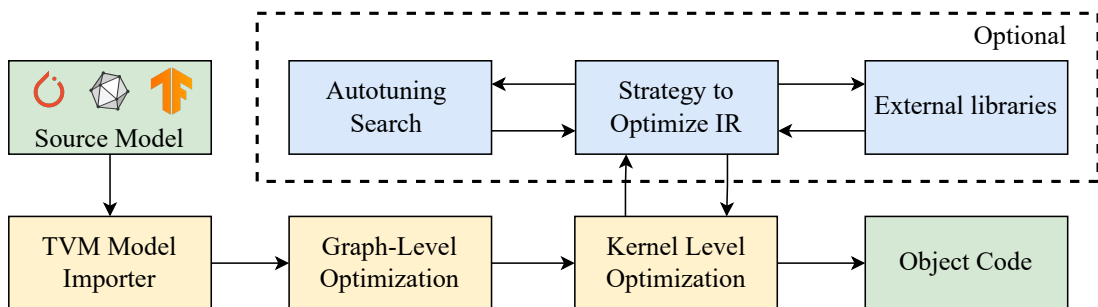 Optional
Source Model
Autotuning
Search
Strategy to
Optimize IR
External libraries
TVM Model
Importer
Graph-Level
Optimization
Kernel Level
Optimization
Object Code